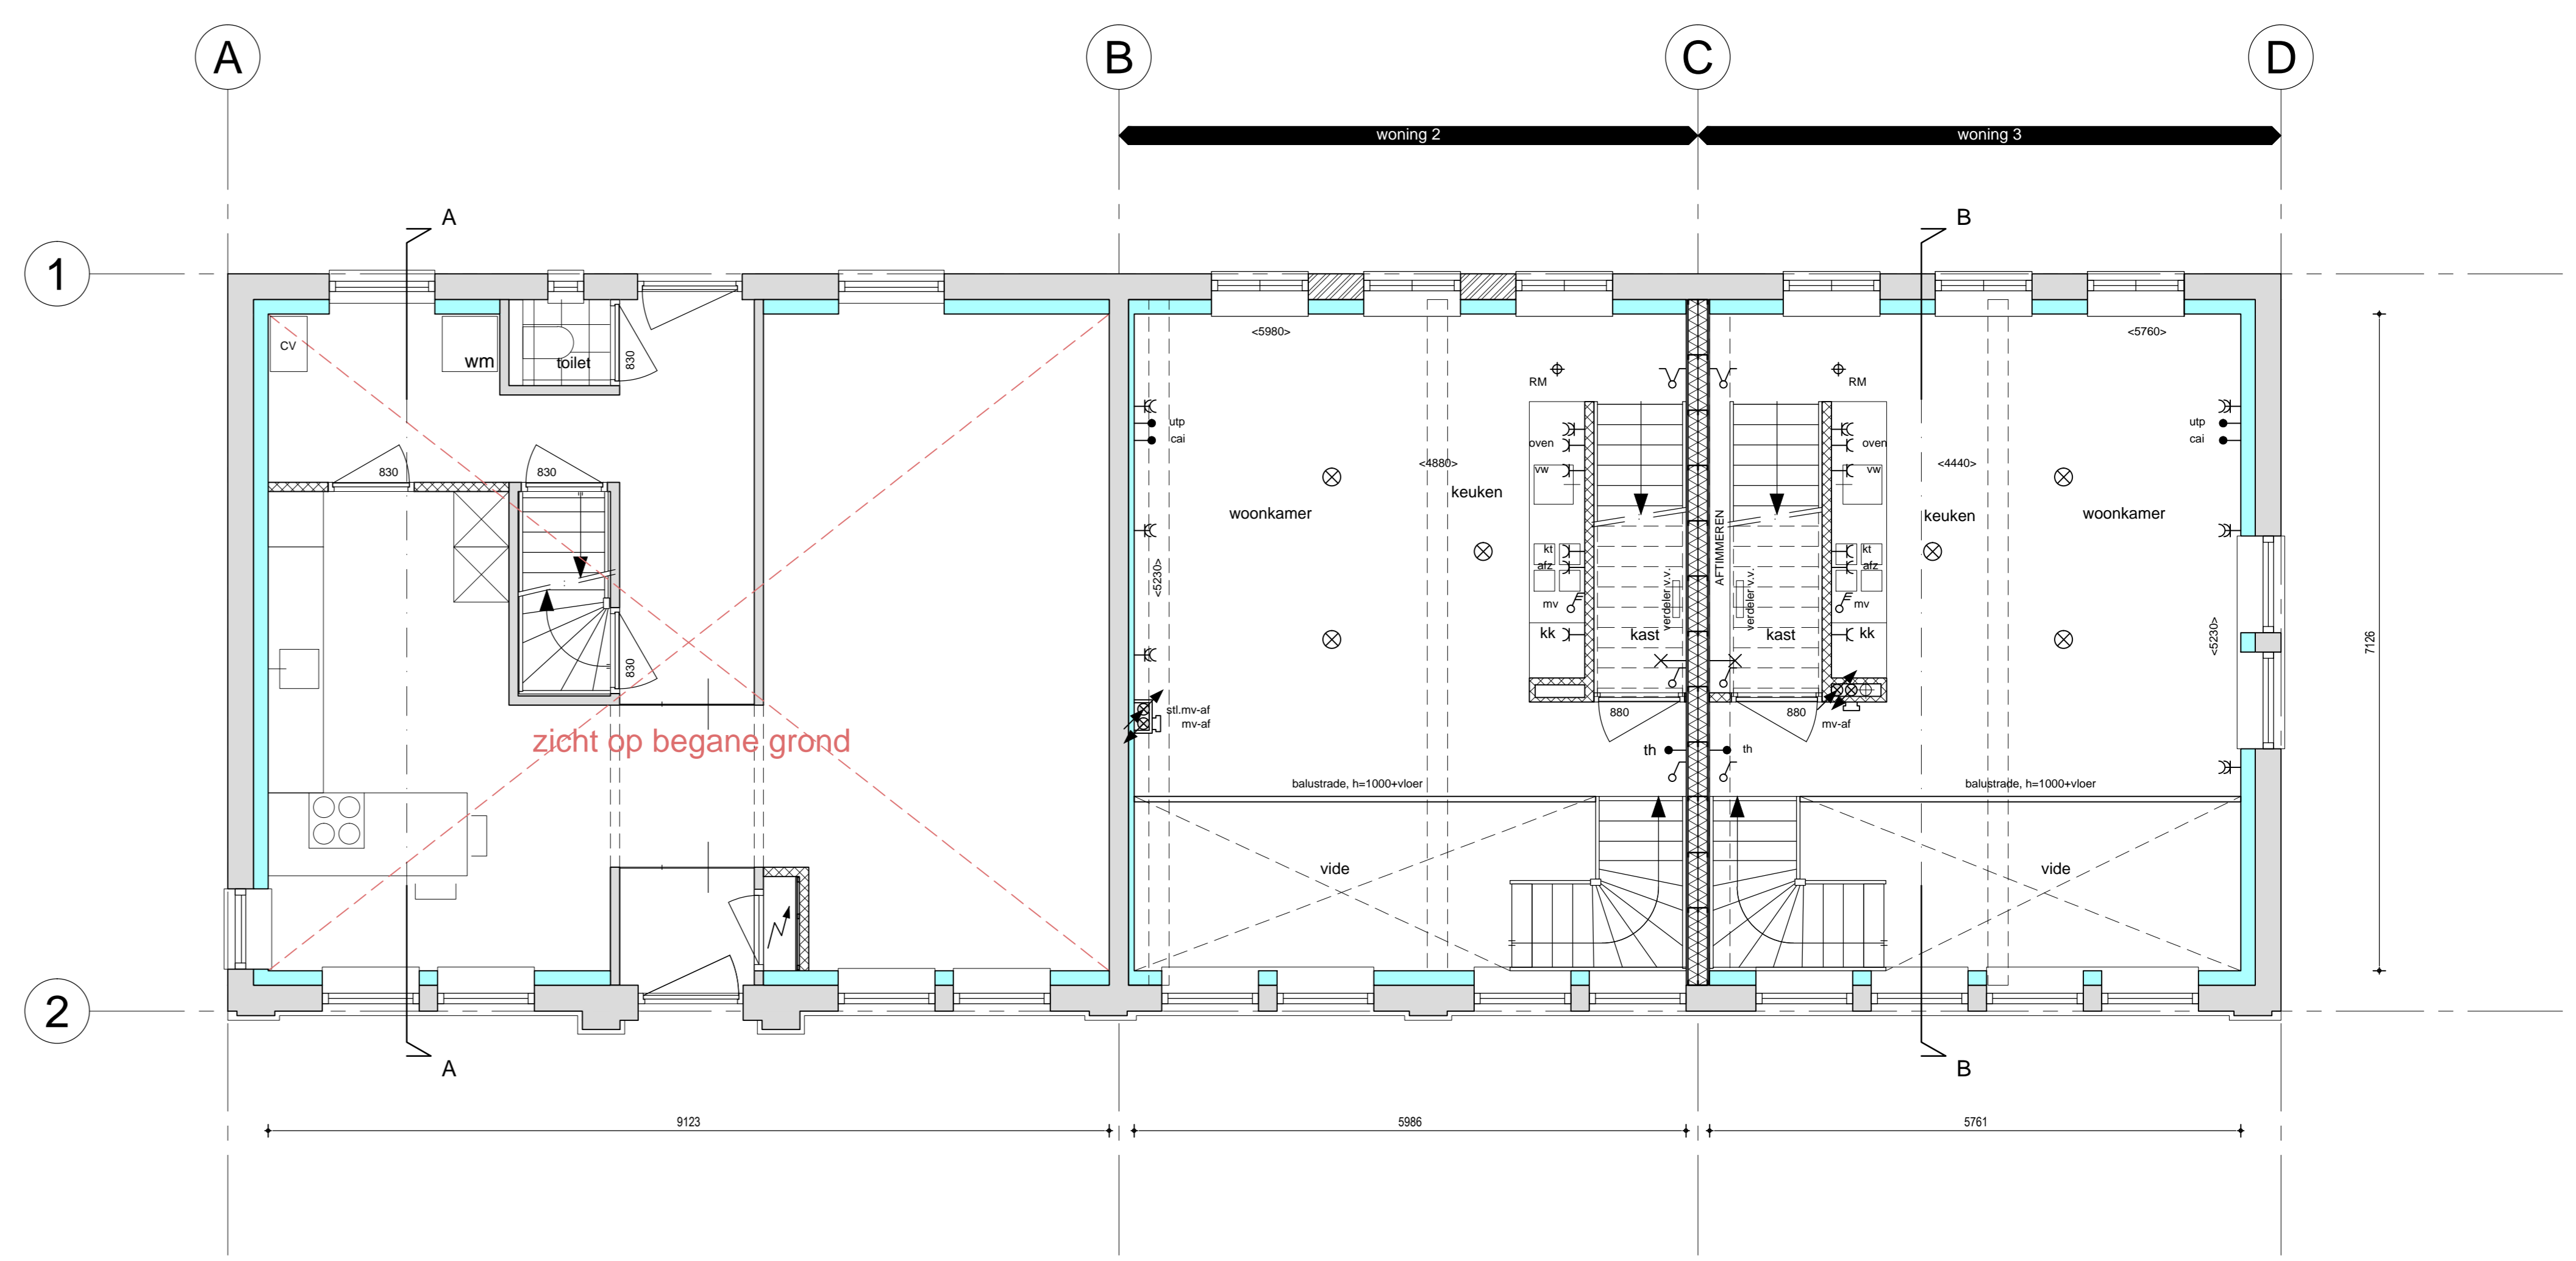 A
B
C
D
woning 2
woning 3
A
B
1
CV
wm
toilet
830
<5980>
<5760>
RM
RM
utp
cai
oven
vw
oven
vw
utp
cai
830
830
<4880>
<4440>
keuken
woonkamer
keuken
woonkamer
AFTIMMEREN
kt
afz
kt
afz
<5230>
verdeler v.v.
verdeler v.v.
mv
mv
kk
kast
kast
kk
<5230>
7126
830
stl.mv-af
mv-af
880
880
mv-af
zicht op begane grond
th
th
balustrade, h=1000+vloer
balustrade, h=1000+vloer
vide
vide
2
A
B
9123
5986
5761